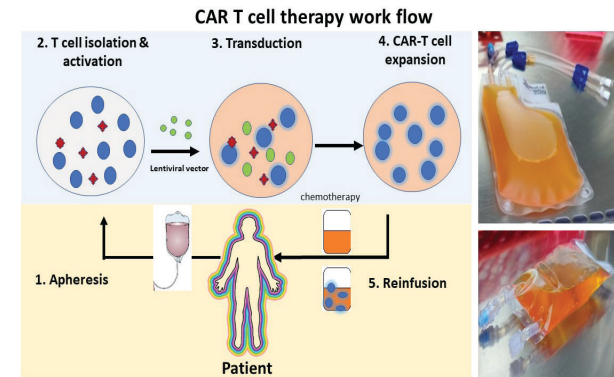 CAR T cell therapy work flow
2. T cell isolation &
activation
3. Transduction
4. CAR-T cell
expansion
Lentiviral vector
chemotherapy
1. Apheresis
5. Reinfusion
Patient